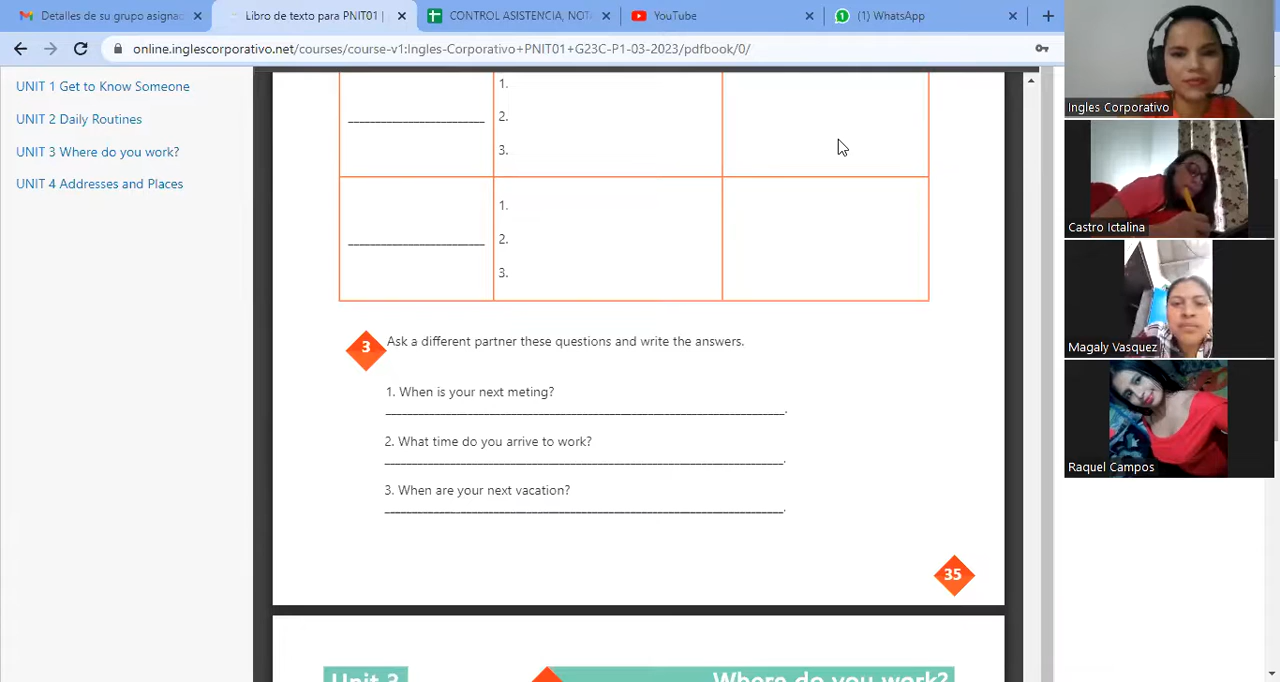 Detalles de su grupo asignac
Libro de texto para PNIT01 |
CONTROL ASISTENCIA, NOT
YouTube
(1) WhatsApp
online.inglescorporativo.net/courses/course-v1:Ingles-Corporativo+PNIT01+G23C-P1-03-2023/pdfbook/0/
UNIT 1 Get to Know Someone
UNIT 2 Daily Routines
UNIT 3 Where do you work?
UNIT 4 Addresses and Places
1.
2.
3.
1.
2.
3.
3 Ask a different partner these questions and write the answers.
1. When is your next meting?
2. What time do you arrive to work?
3. When are your next vacation?
35
Unit 3
Where do you work?
Ingles Corporativo
Castro Ictalina
Magaly Vasquez
Raquel Campos